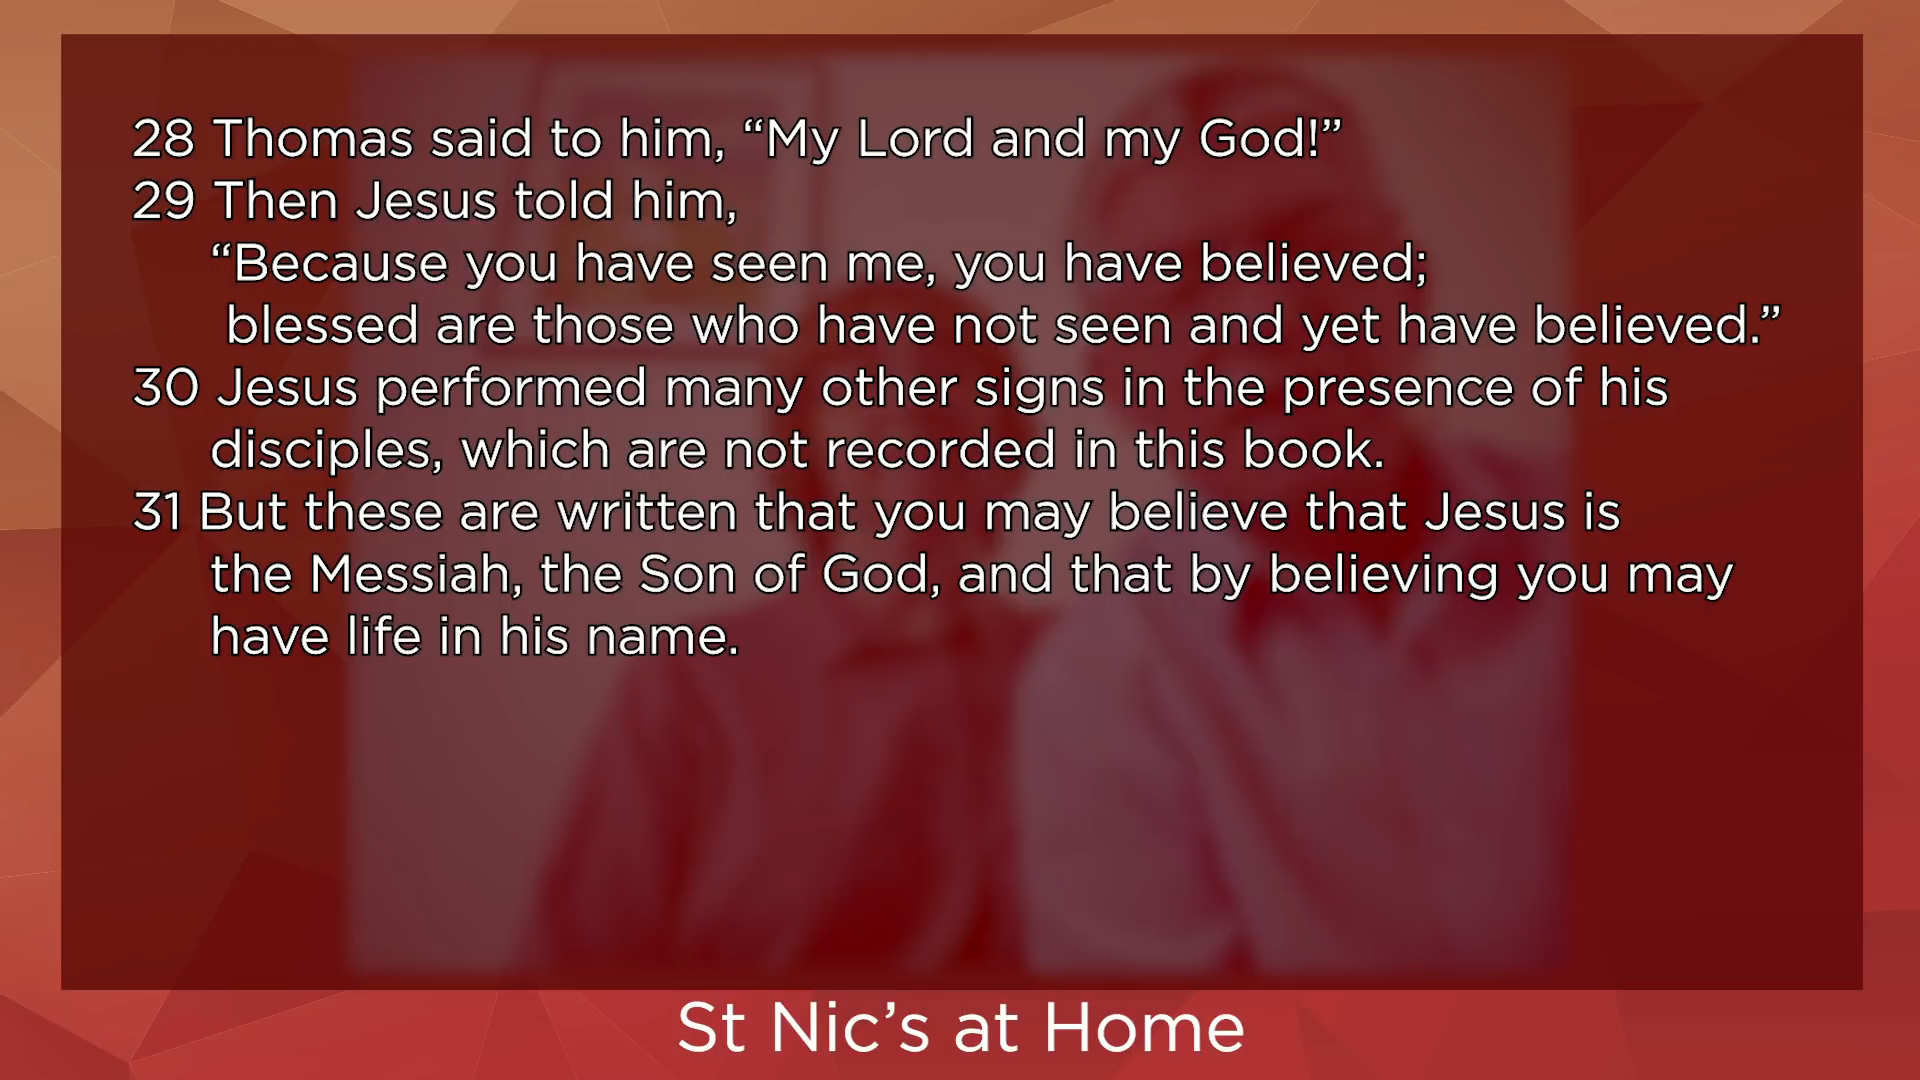 28 Thomas said to him, “My Lord and my God!”
29 Then Jesus told him,
“Because you have seen me, you have believed;
blessed are those who have not seen and yet have believed.”
30 Jesus performed many other signs in the presence of his
disciples, which are not recorded in this book.
31 But these are written that you may believe that Jesus is
the Messiah, the Son of God, and that by believing you may
have life in his name.
St Nic’s at Home